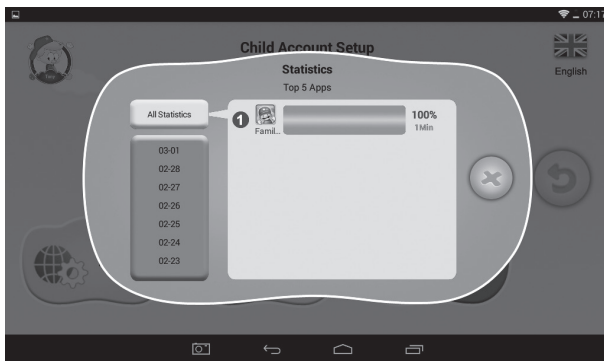 07:17
Child Account Setup
English
Statistics
Top 5 Apps
All Statistics
1
Famil...
100%
1Min
03-01
02-28
02-27
02-26
02-25
02-24
02-23